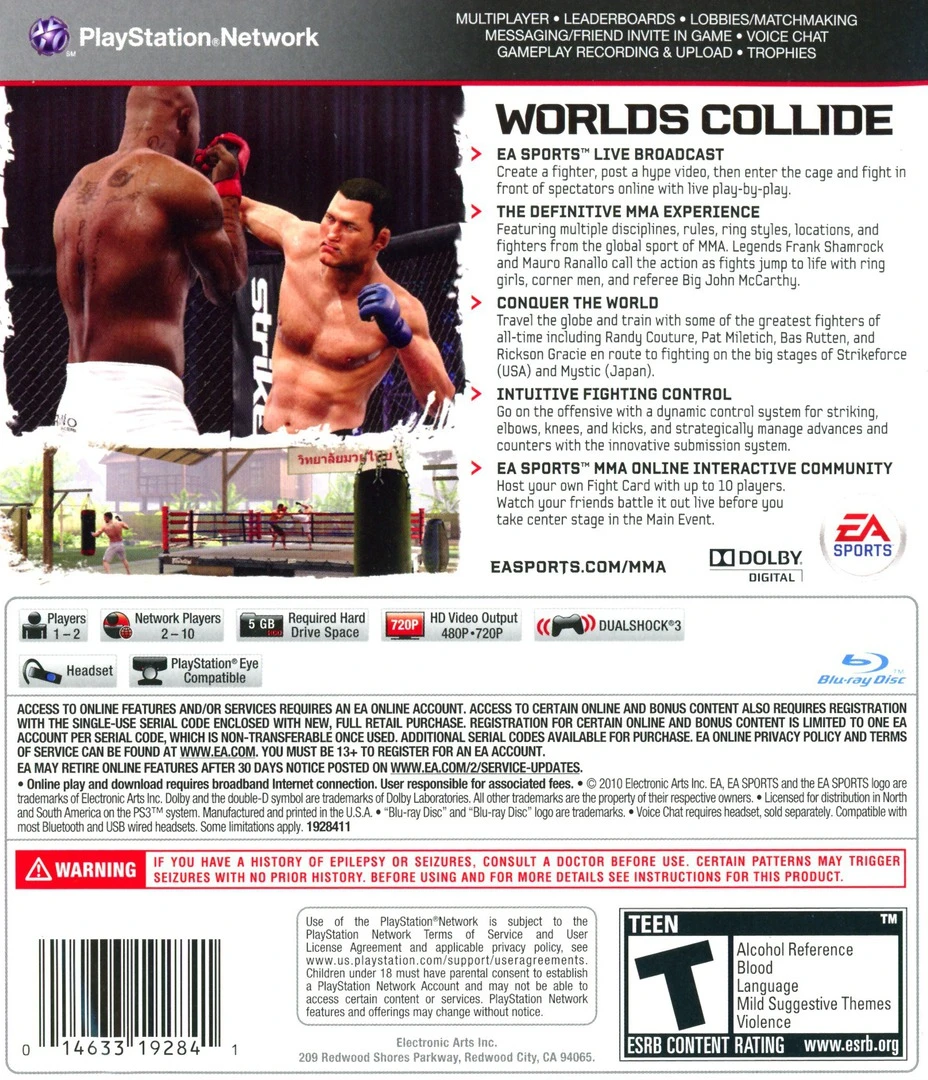 PlayStation®Network
SM
MULTIPLAYER • LEADERBOARDS • LOBBIES/MATCHMAKING
MESSAGING/FRIEND INVITE IN GAME • VOICE CHAT
GAMEPLAY RECORDING & UPLOAD • TROPHIES
WORLDS COLLIDE
EA SPORTS™ LIVE BROADCAST
Create a fighter, post a hype video, then enter the cage and fight in
front of spectators online with live play-by-play.
THE DEFINITIVE MMA EXPERIENCE
Featuring multiple disciplines, rules, ring styles, locations, and
fighters from the global sport of MMA. Legends Frank Shamrock
and Mauro Ranallo call the action as fights jump to life with ring
girls, corner men, and referee Big John McCarthy.
CONQUER THE WORLD
Travel the globe and train with some of the greatest fighters of
all-time including Randy Couture, Pat Miletich, Bas Rutten, and
Rickson Gracie en route to fighting on the big stages of Strikeforce
(USA) and Mystic (Japan).
INTUITIVE FIGHTING CONTROL
Go on the offensive with a dynamic control system for striking,
elbows, knees, and kicks, and strategically manage advances and
counters with the innovative submission system.
EA SPORTS™ MMA ONLINE INTERACTIVE COMMUNITY
Host your own Fight Card with up to 10 players.
Watch your friends battle it out live before you
take center stage in the Main Event.
strike
วิทยาลัยมวยไทย
EASPORTS.COM/MMA
DOLBY
DIGITAL
EA
SPORTS™
Players
1–2
Network Players
2–10
5 GB
HDD
Required Hard
Drive Space
720P
HD Video Output
480P•720P
DUALSHOCK®3
Headset
PlayStation®Eye
Compatible
Blu-ray Disc™
ACCESS TO ONLINE FEATURES AND/OR SERVICES REQUIRES AN EA ONLINE ACCOUNT. ACCESS TO CERTAIN ONLINE AND BONUS CONTENT ALSO REQUIRES REGISTRATION
WITH THE SINGLE-USE SERIAL CODE ENCLOSED WITH NEW, FULL RETAIL PURCHASE. REGISTRATION FOR CERTAIN ONLINE AND BONUS CONTENT IS LIMITED TO ONE EA
ACCOUNT PER SERIAL CODE, WHICH IS NON-TRANSFERABLE ONCE USED. ADDITIONAL SERIAL CODES AVAILABLE FOR PURCHASE. EA ONLINE PRIVACY POLICY AND TERMS
OF SERVICE CAN BE FOUND AT WWW.EA.COM. YOU MUST BE 13+ TO REGISTER FOR AN EA ACCOUNT.
EA MAY RETIRE ONLINE FEATURES AFTER 30 DAYS NOTICE POSTED ON WWW.EA.COM/2/SERVICE-UPDATES.
• Online play and download requires broadband Internet connection. User responsible for associated fees. • © 2010 Electronic Arts Inc. EA, EA SPORTS and the EA SPORTS logo are
trademarks of Electronic Arts Inc. Dolby and the double-D symbol are trademarks of Dolby Laboratories. All other trademarks are the property of their respective owners. • Licensed for distribution in North
and South America on the PS3™ system. Manufactured and printed in the U.S.A. • "Blu-ray Disc" and "Blu-ray Disc" logo are trademarks. • Voice Chat requires headset, sold separately. Compatible with
most Bluetooth and USB wired headsets. Some limitations apply. 1928411
WARNING
IF YOU HAVE A HISTORY OF EPILEPSY OR SEIZURES, CONSULT A DOCTOR BEFORE USE. CERTAIN PATTERNS MAY TRIGGER
SEIZURES WITH NO PRIOR HISTORY. BEFORE USING AND FOR MORE DETAILS SEE INSTRUCTIONS FOR THIS PRODUCT.
0 14633 19284 1
Use of the PlayStation®Network is subject to the
PlayStation Network Terms of Service and User
License Agreement and applicable privacy policy, see
www.us.playstation.com/support/useragreements.
Children under 18 must have parental consent to establish
a PlayStation Network Account and may not be able to
access certain content or services. PlayStation Network
features and offerings may change without notice.
Electronic Arts Inc.
209 Redwood Shores Parkway, Redwood City, CA 94065.
TEEN
™
T
Alcohol Reference
Blood
Language
Mild Suggestive Themes
Violence
ESRB CONTENT RATING www.esrb.org